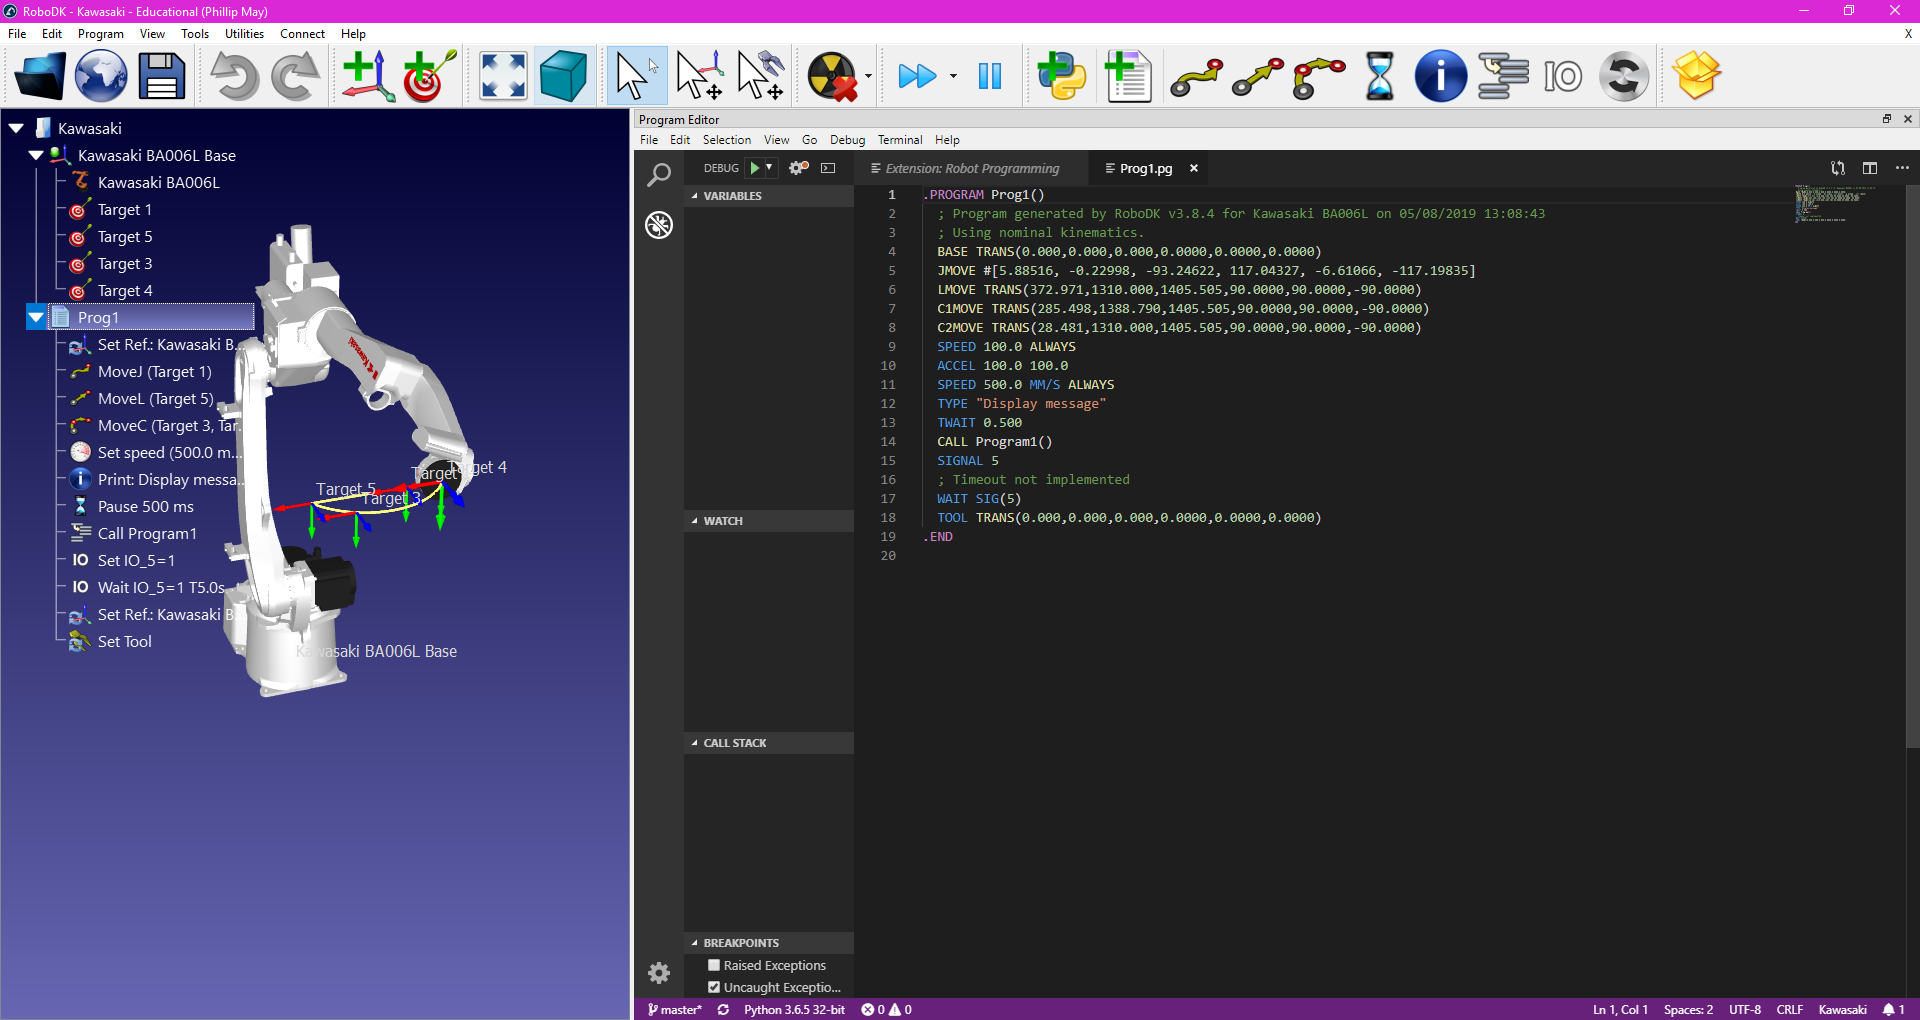 RoboDK - Kawasaki - Educational (Phillip May)
File Edit Program View Tools Utilities Connect Help
X
IO
Kawasaki
Kawasaki BA006L Base
Kawasaki BA006L
Target 1
Target 5
Target 3
Target 4
Prog1
Set Ref.: Kawasaki B...
MoveJ (Target 1)
MoveL (Target 5)
MoveC (Target 3, Tar...
Set speed (500.0 m...
Print: Display messa...
Pause 500 ms
Call Program1
IO Set IO_5=1
IO Wait IO_5=1 T5.0s
Set Ref.: Kawasaki B...
Set Tool
Kawasaki
Target
Target 4
Target 5
Target 3
Kawasaki BA006L Base
Program Editor
File Edit Selection View Go Debug Terminal Help
DEBUG
VARIABLES
WATCH
CALL STACK
BREAKPOINTS
Raised Exceptions
Uncaught Exceptio...
Extension: Robot Programming
Prog1.pg
1 .PROGRAM Prog1()
2 ; Program generated by RoboDK v3.8.4 for Kawasaki BA006L on 05/08/2019 13:08:43
3 ; Using nominal kinematics.
4 BASE TRANS(0.000,0.000,0.000,0.0000,0.0000,0.0000)
5 JMOVE #[5.88516, -0.22998, -93.24622, 117.04327, -6.61066, -117.19835]
6 LMOVE TRANS(372.971,1310.000,1405.505,90.0000,90.0000,-90.0000)
7 C1MOVE TRANS(285.498,1388.790,1405.505,90.0000,90.0000,-90.0000)
8 C2MOVE TRANS(28.481,1310.000,1405.505,90.0000,90.0000,-90.0000)
9 SPEED 100.0 ALWAYS
10 ACCEL 100.0 100.0
11 SPEED 500.0 MM/S ALWAYS
12 TYPE "Display message"
13 TWAIT 0.500
14 CALL Program1()
15 SIGNAL 5
16 ; Timeout not implemented
17 WAIT SIG(5)
18 TOOL TRANS(0.000,0.000,0.000,0.0000,0.0000,0.0000)
19 .END
20
master* Python 3.6.5 32-bit 0 0
Ln 1, Col 1 Spaces: 2 UTF-8 CRLF Kawasaki 1